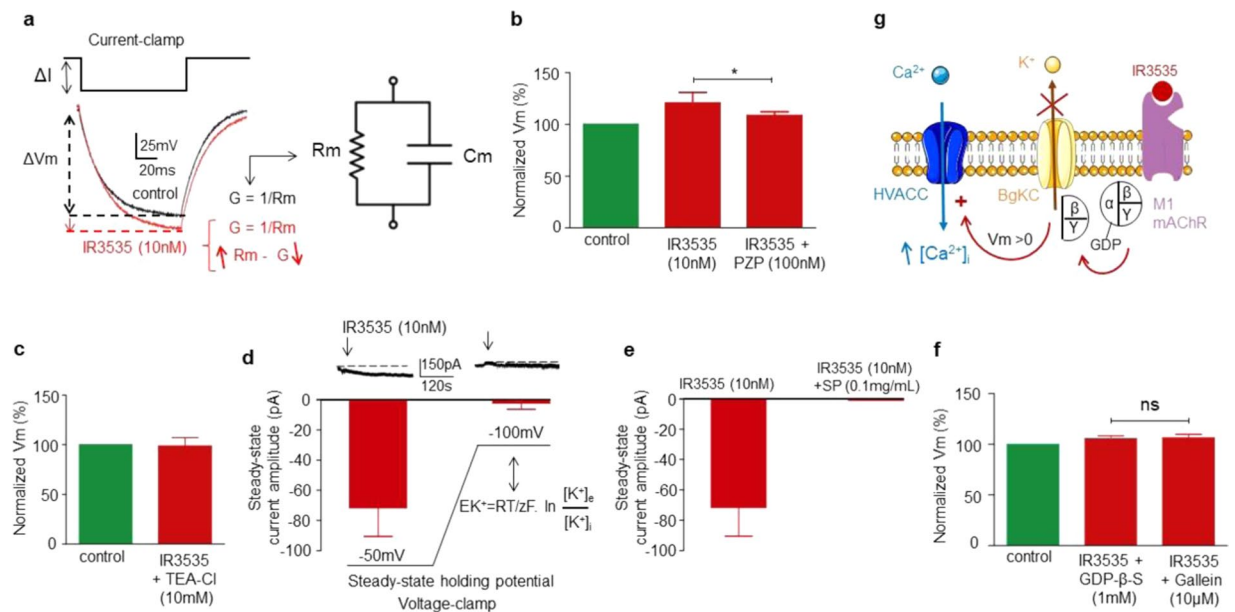 a
Current-clamp
ΔI
ΔVm
25mV
20ms
control
IR3535 (10nM)
G = 1/Rm
G = 1/Rm
Rm - G
Rm
Cm
b
Normalized Vm (%)
150
100
50
0
control
IR3535
(10nM)
IR3535 +
PZP (100nM)
*
g
Ca²⁺
K⁺
IR3535
HVACC
BgKC
M1
mAChR
β
γ
α
β
γ
GDP
+
Vm >0
[Ca²⁺]i
c
Normalized Vm (%)
150
100
50
0
control
IR3535
+ TEA-Cl
(10mM)
d
IR3535 (10nM)
150pA
120s
Steady-state
current amplitude (pA)
0
-20
-40
-60
-80
-100
-100mV
EK⁺=RT/zF. ln [K⁺]e
[K⁺]i
-50mV
Steady-state holding potential
Voltage-clamp
e
IR3535 (10nM)
IR3535 (10nM)
+SP (0.1mg/mL)
Steady-state
current amplitude (pA)
0
-20
-40
-60
-80
-100
f
Normalized Vm (%)
150
100
50
0
ns
control
IR3535 +
GDP-β-S
(1mM)
IR3535
+ Gallein
(10μM)